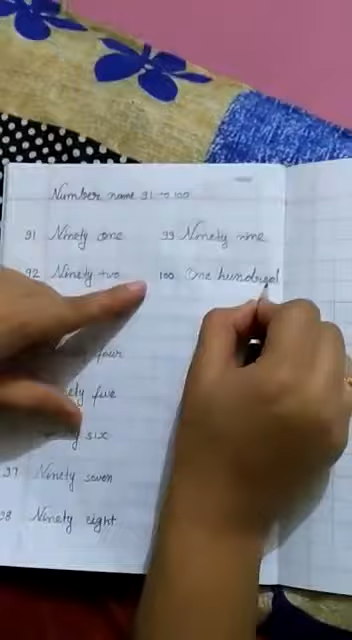 Number name 91 to 100
91 Ninety one
92 Ninety two
four
ety five
six
97 Ninety seven
98 Ninety eight
99 Ninety nine
100 One hundred